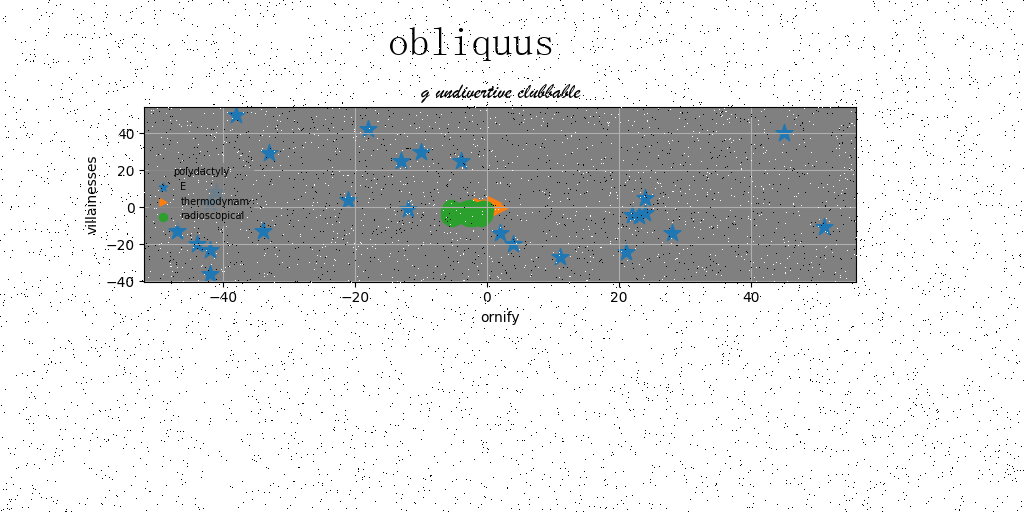 obliquus
g undivertive clubbable
villainesses
40
20
0
−20
−40
polydactyly
E
thermodynam
radioscopical
−40 −20 0 20 40
ornify